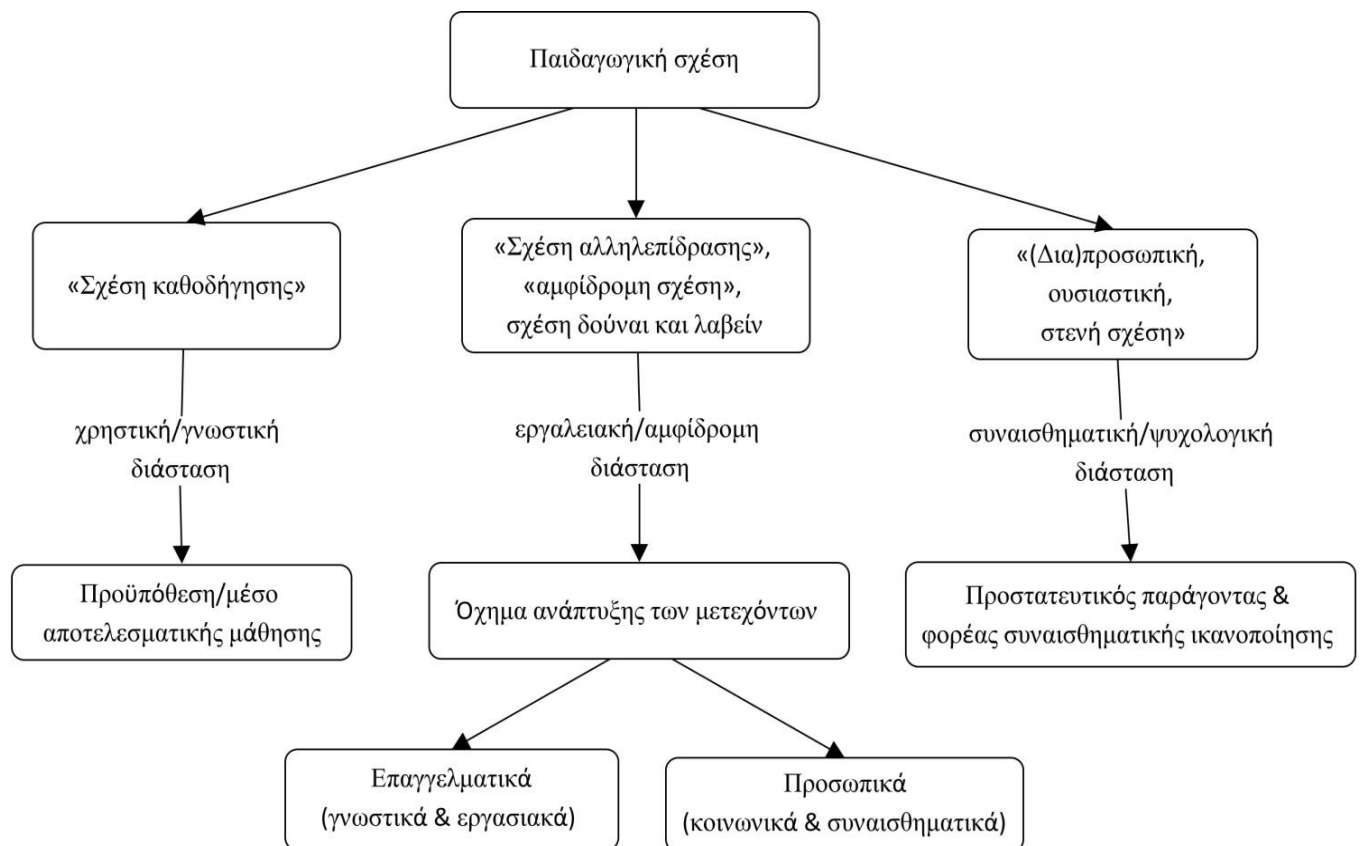 Παιδαγωγική σχέση
«Σχέση καθοδήγησης»
«Σχέση αλληλεπίδρασης»,
«αμφίδρομη σχέση»,
σχέση δούναι και λαβείν
«(Δια)προσωπική,
ουσιαστική,
στενή σχέση»
χρηστική/γνωστική
διάσταση
εργαλειακή/αμφίδρομη
διάσταση
συναισθηματική/ψυχολογική
διάσταση
Προϋπόθεση/μέσο
αποτελεσματικής μάθησης
Όχημα ανάπτυξης των μετεχόντων
Προστατευτικός παράγοντας &
φορέας συναισθηματικής ικανοποίησης
Επαγγελματικά
(γνωστικά & εργασιακά)
Προσωπικά
(κοινωνικά & συναισθηματικά)